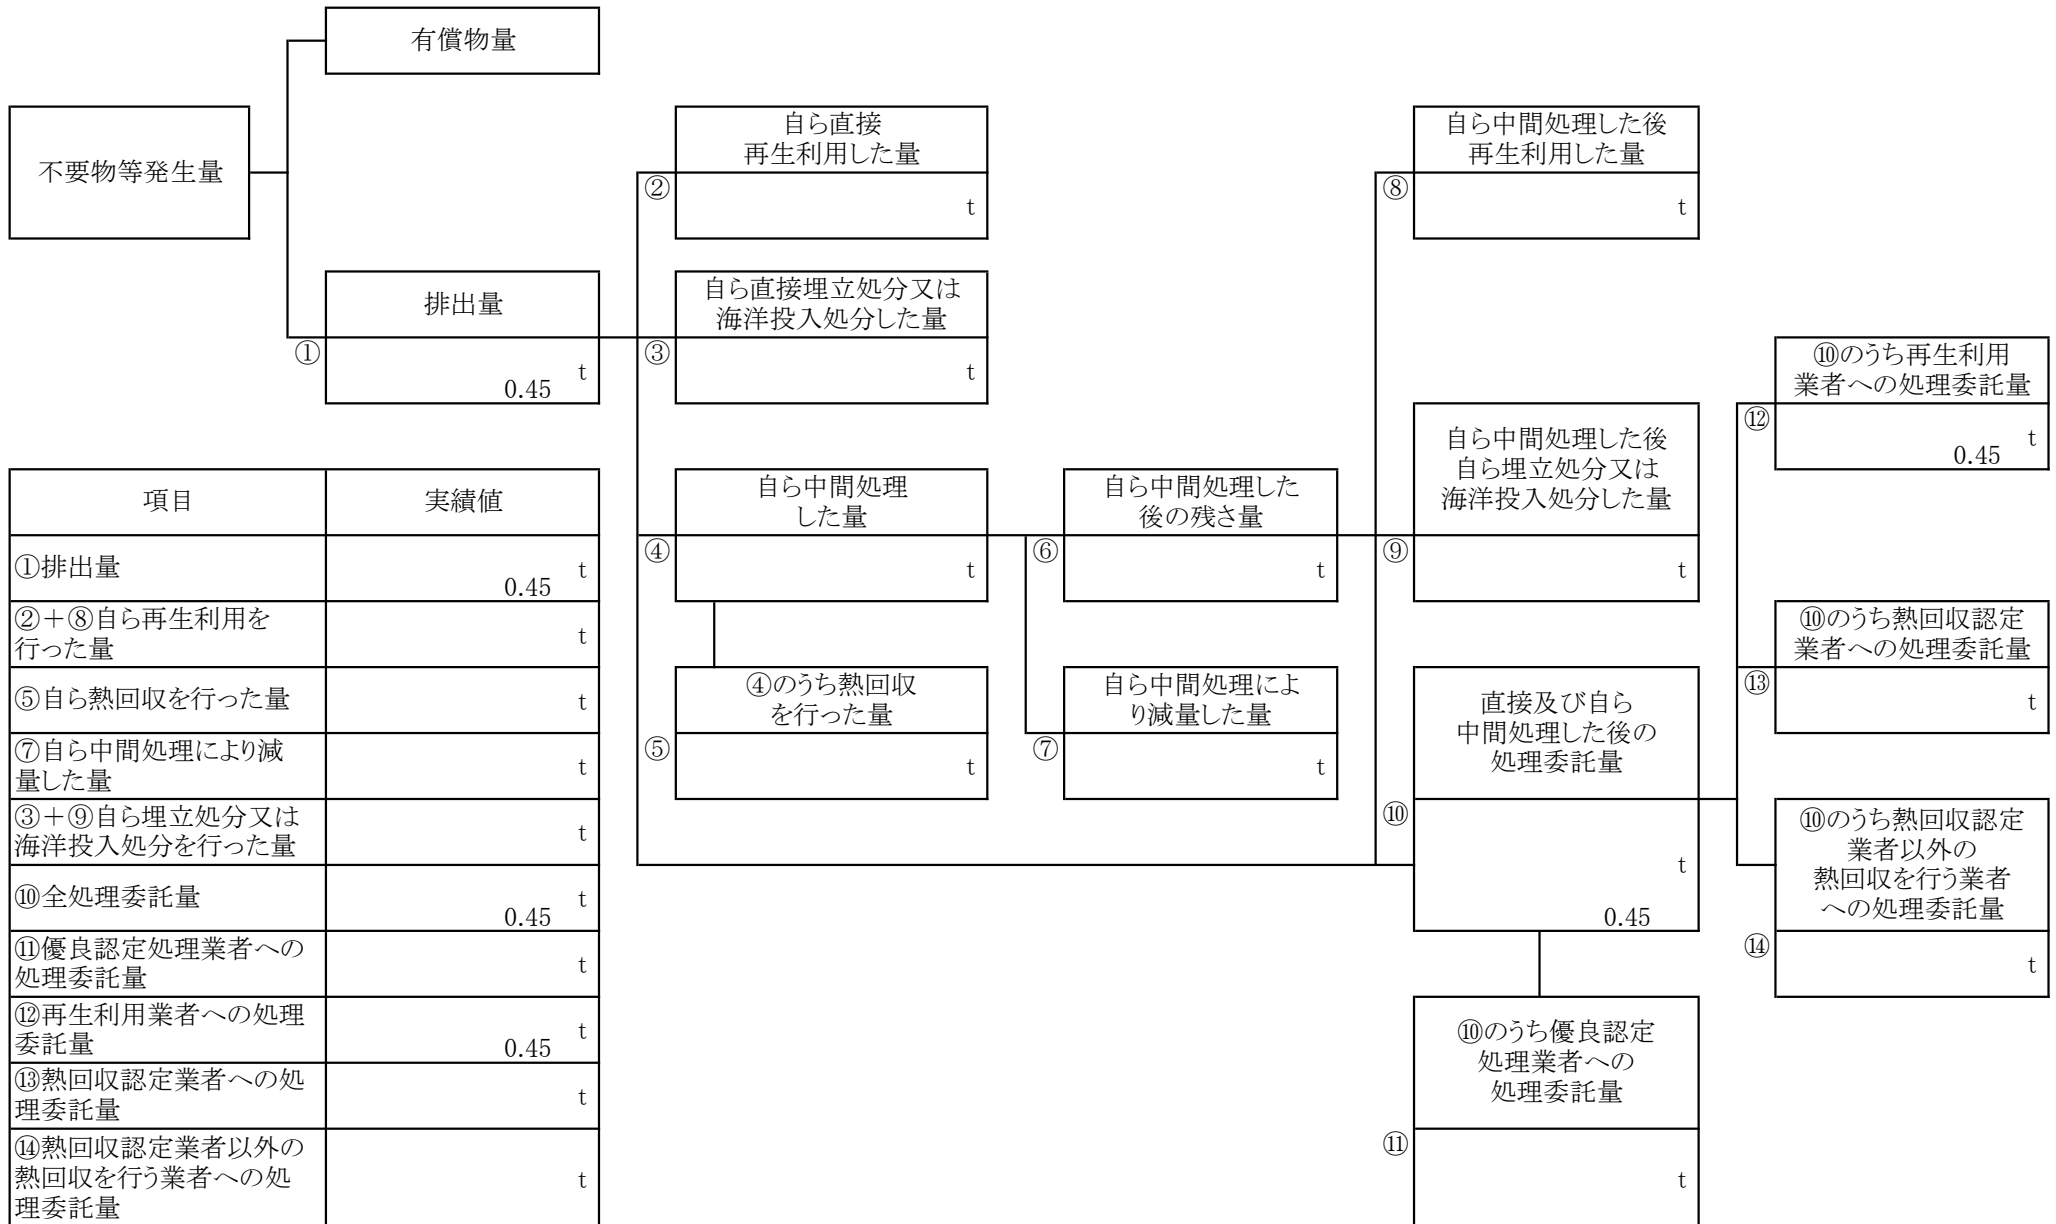 有償物量
不要物等発生量
排出量
①
t
0.45
自ら直接
再生利用した量
②
t
自ら直接埋立処分又は
海洋投入処分した量
③
t
自ら中間処理
した量
④
t
④のうち熱回収
を行った量
⑤
t
自ら中間処理した
後の残さ量
⑥
t
自ら中間処理によ
り減量した量
⑦
t
自ら中間処理した後
再生利用した量
⑧
t
自ら中間処理した後
自ら埋立処分又は
海洋投入処分した量
⑨
t
直接及び自ら
中間処理した後の
処理委託量
⑩
t
0.45
⑩のうち優良認定
処理業者への
処理委託量
⑪
t
⑩のうち再生利用
業者への処理委託量
⑫
t
0.45
⑩のうち熱回収認定
業者への処理委託量
⑬
t
⑩のうち熱回収認定
業者以外の
熱回収を行う業者
への処理委託量
⑭
t
項目 実績値
①排出量 t
0.45
②＋⑧自ら再生利用を
行った量 t
⑤自ら熱回収を行った量 t
⑦自ら中間処理により減
量した量 t
③＋⑨自ら埋立処分又は
海洋投入処分を行った量 t
⑩全処理委託量 t
0.45
⑪優良認定処理業者への
処理委託量 t
⑫再生利用業者への処理
委託量 t
0.45
⑬熱回収認定業者への処
理委託量 t
⑭熱回収認定業者以外の
熱回収を行う業者への処
理委託量 t